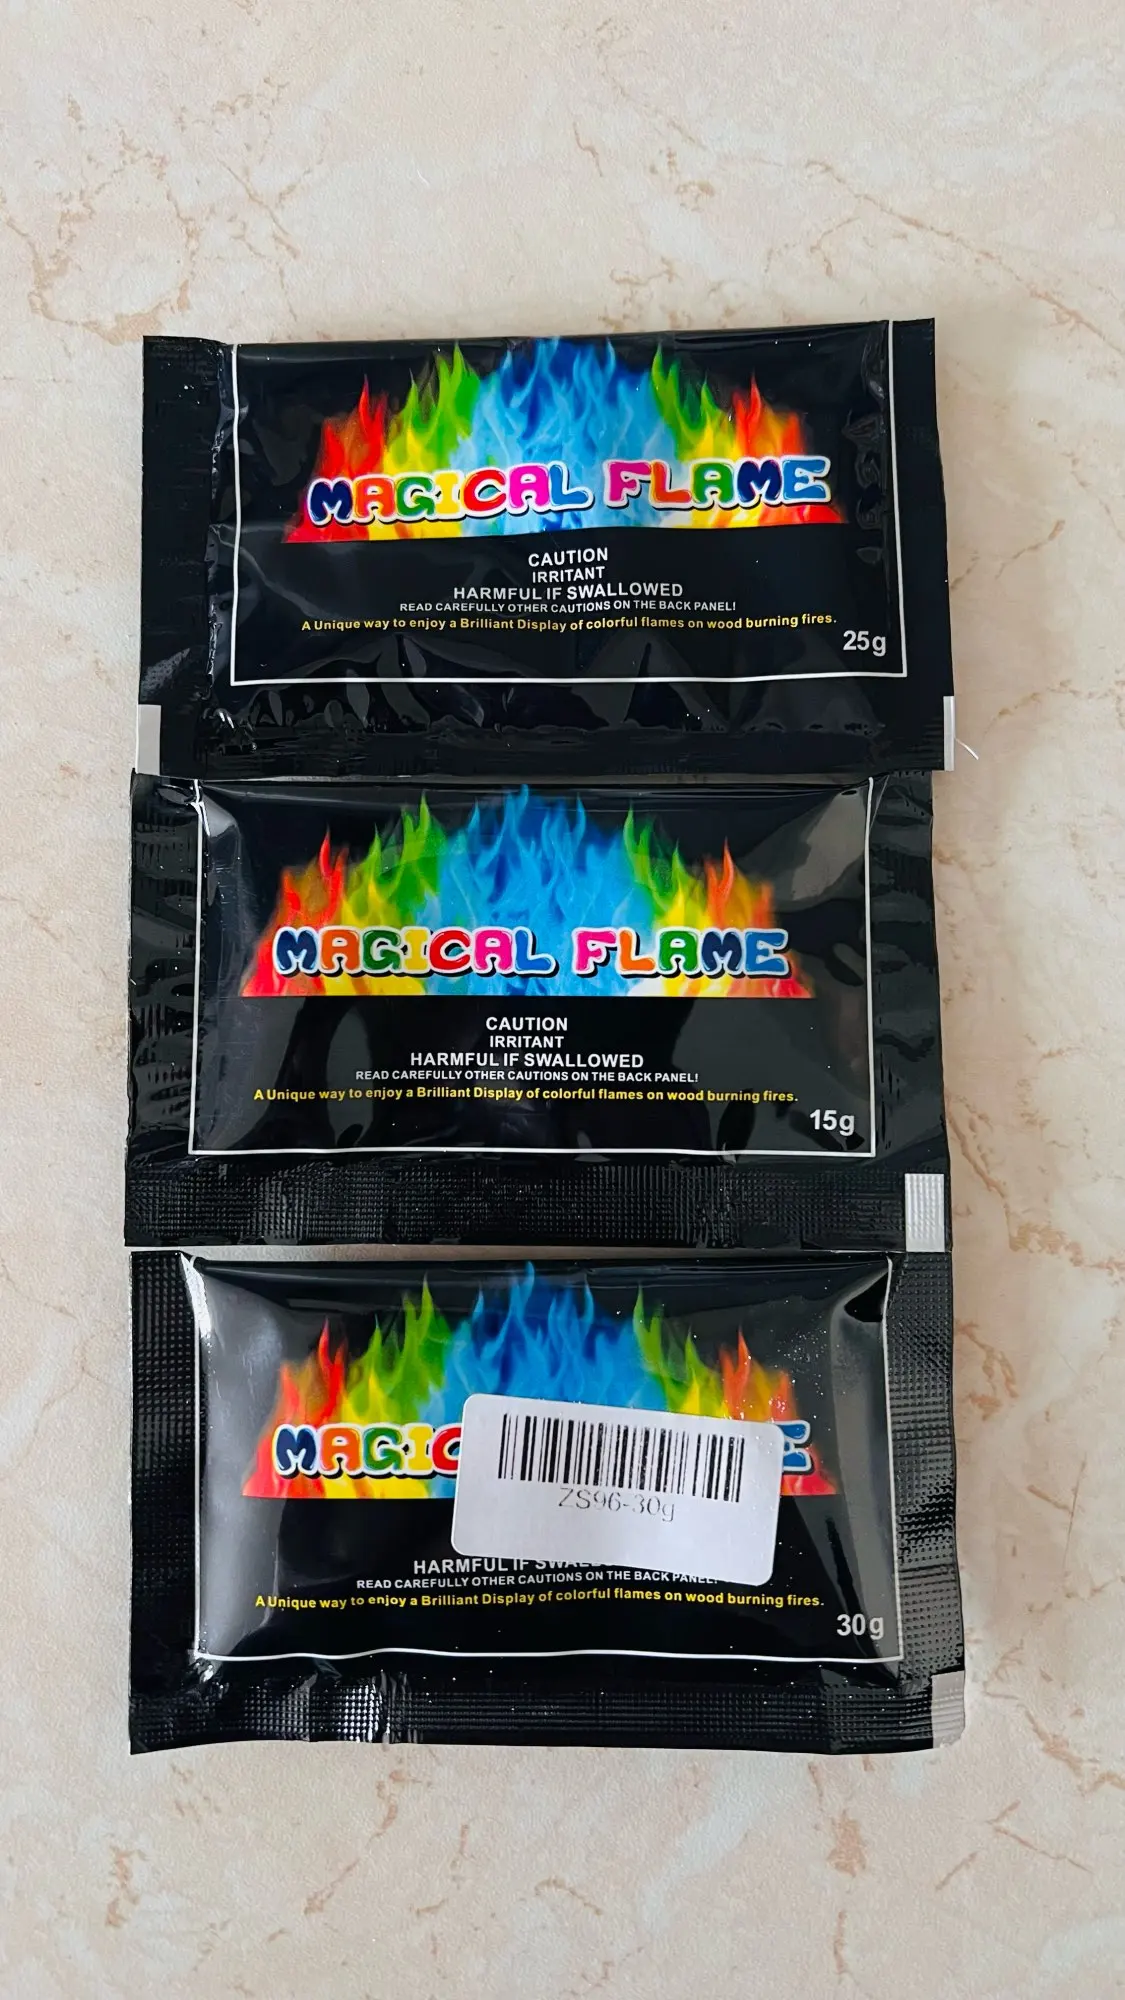 MAGICAL FLAME
CAUTION
IRRITANT
HARMFUL IF SWALLOWED
READ CAREFULLY OTHER CAUTIONS ON THE BACK PANEL!
A Unique way to enjoy a Brilliant Display of colorful flames on wood burning fires.
25g
MAGICAL FLAME
CAUTION
IRRITANT
HARMFUL IF SWALLOWED
READ CAREFULLY OTHER CAUTIONS ON THE BACK PANEL!
A Unique way to enjoy a Brilliant Display of colorful flames on wood burning fires.
15g
MAGIC E
ZS96-30g
HARMFUL IF
READ CAREFULLY OTHER CAUTIONS ON THE BACK PANEL!
A Unique way to enjoy a Brilliant Display of colorful flames on wood burning fires.
30g